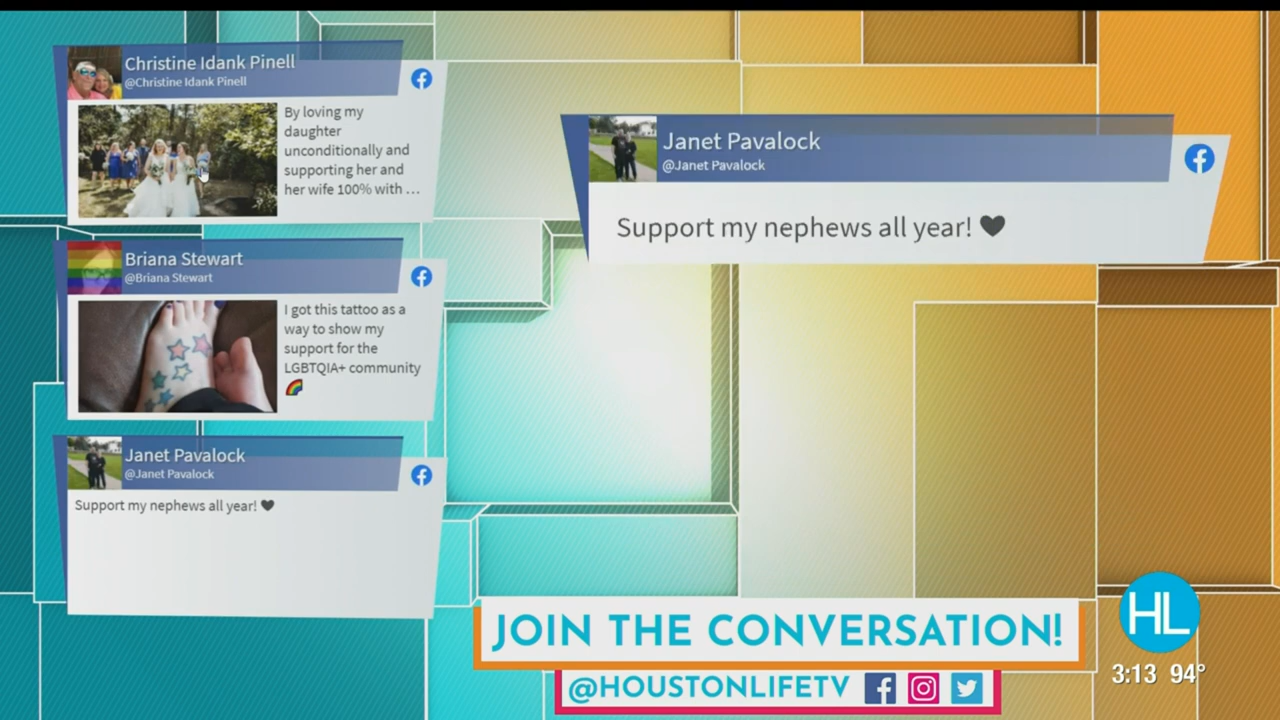 Christine Idank Pinell
@Christine Idank Pinell
By loving my
daughter
unconditionally and
supporting her and
her wife 100% with ...
Briana Stewart
@Briana Stewart
I got this tattoo as a
way to show my
support for the
LGBTQIA+ community
🌈
Janet Pavalock
@Janet Pavalock
Support my nephews all year! 🖤
Janet Pavalock
@Janet Pavalock
Support my nephews all year! 🖤
JOIN THE CONVERSATION!
@HOUSTONLIFETV
HL
3:13 94°